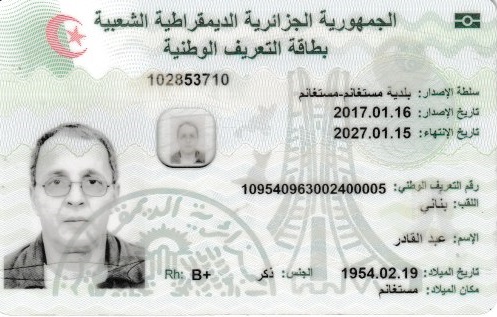 الجمهورية الجزائرية الديمقراطية الشعبية
بطاقة التعريف الوطنية
102853710
سلطة الإصدار: بلدية مستغانم-مستغانم
تاريخ الإصدار: 2017.01.16
تاريخ الإنتهاء: 2027.01.15
رقم التعريف الوطني: 109540963002400005
اللقب: بناني
الإسم: عبد القادر
تاريخ الميلاد: 1954.02.19 الجنس: ذكر Rh: B+
مكان الميلاد: مستغانم